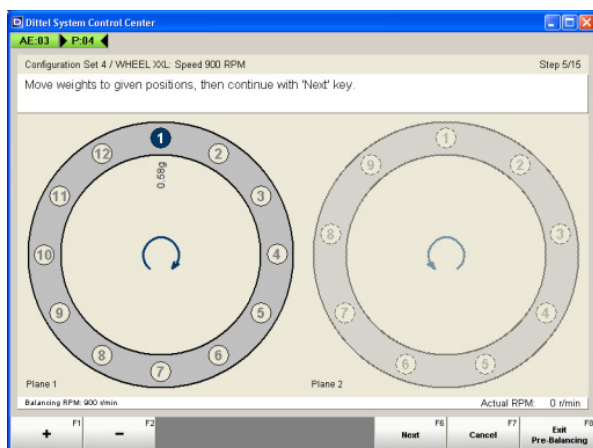 Dittel System Control Center
AE:03 P:04
Configuration Set 4 / WHEEL XXL: Speed 900 RPM Step 5/15
Move weights to given positions, then continue with 'Next' key.
1
2
3
4
5
6
7
8
9
10
11
12
0.58g
Plane 1
1
2
3
4
5
6
7
8
9
Plane 2
Balancing RPM: 900 r/min Actual RPM: 0 r/min
+ F1
- F2
Next F6
Cancel F7
Exit F8
Pre-Balancing